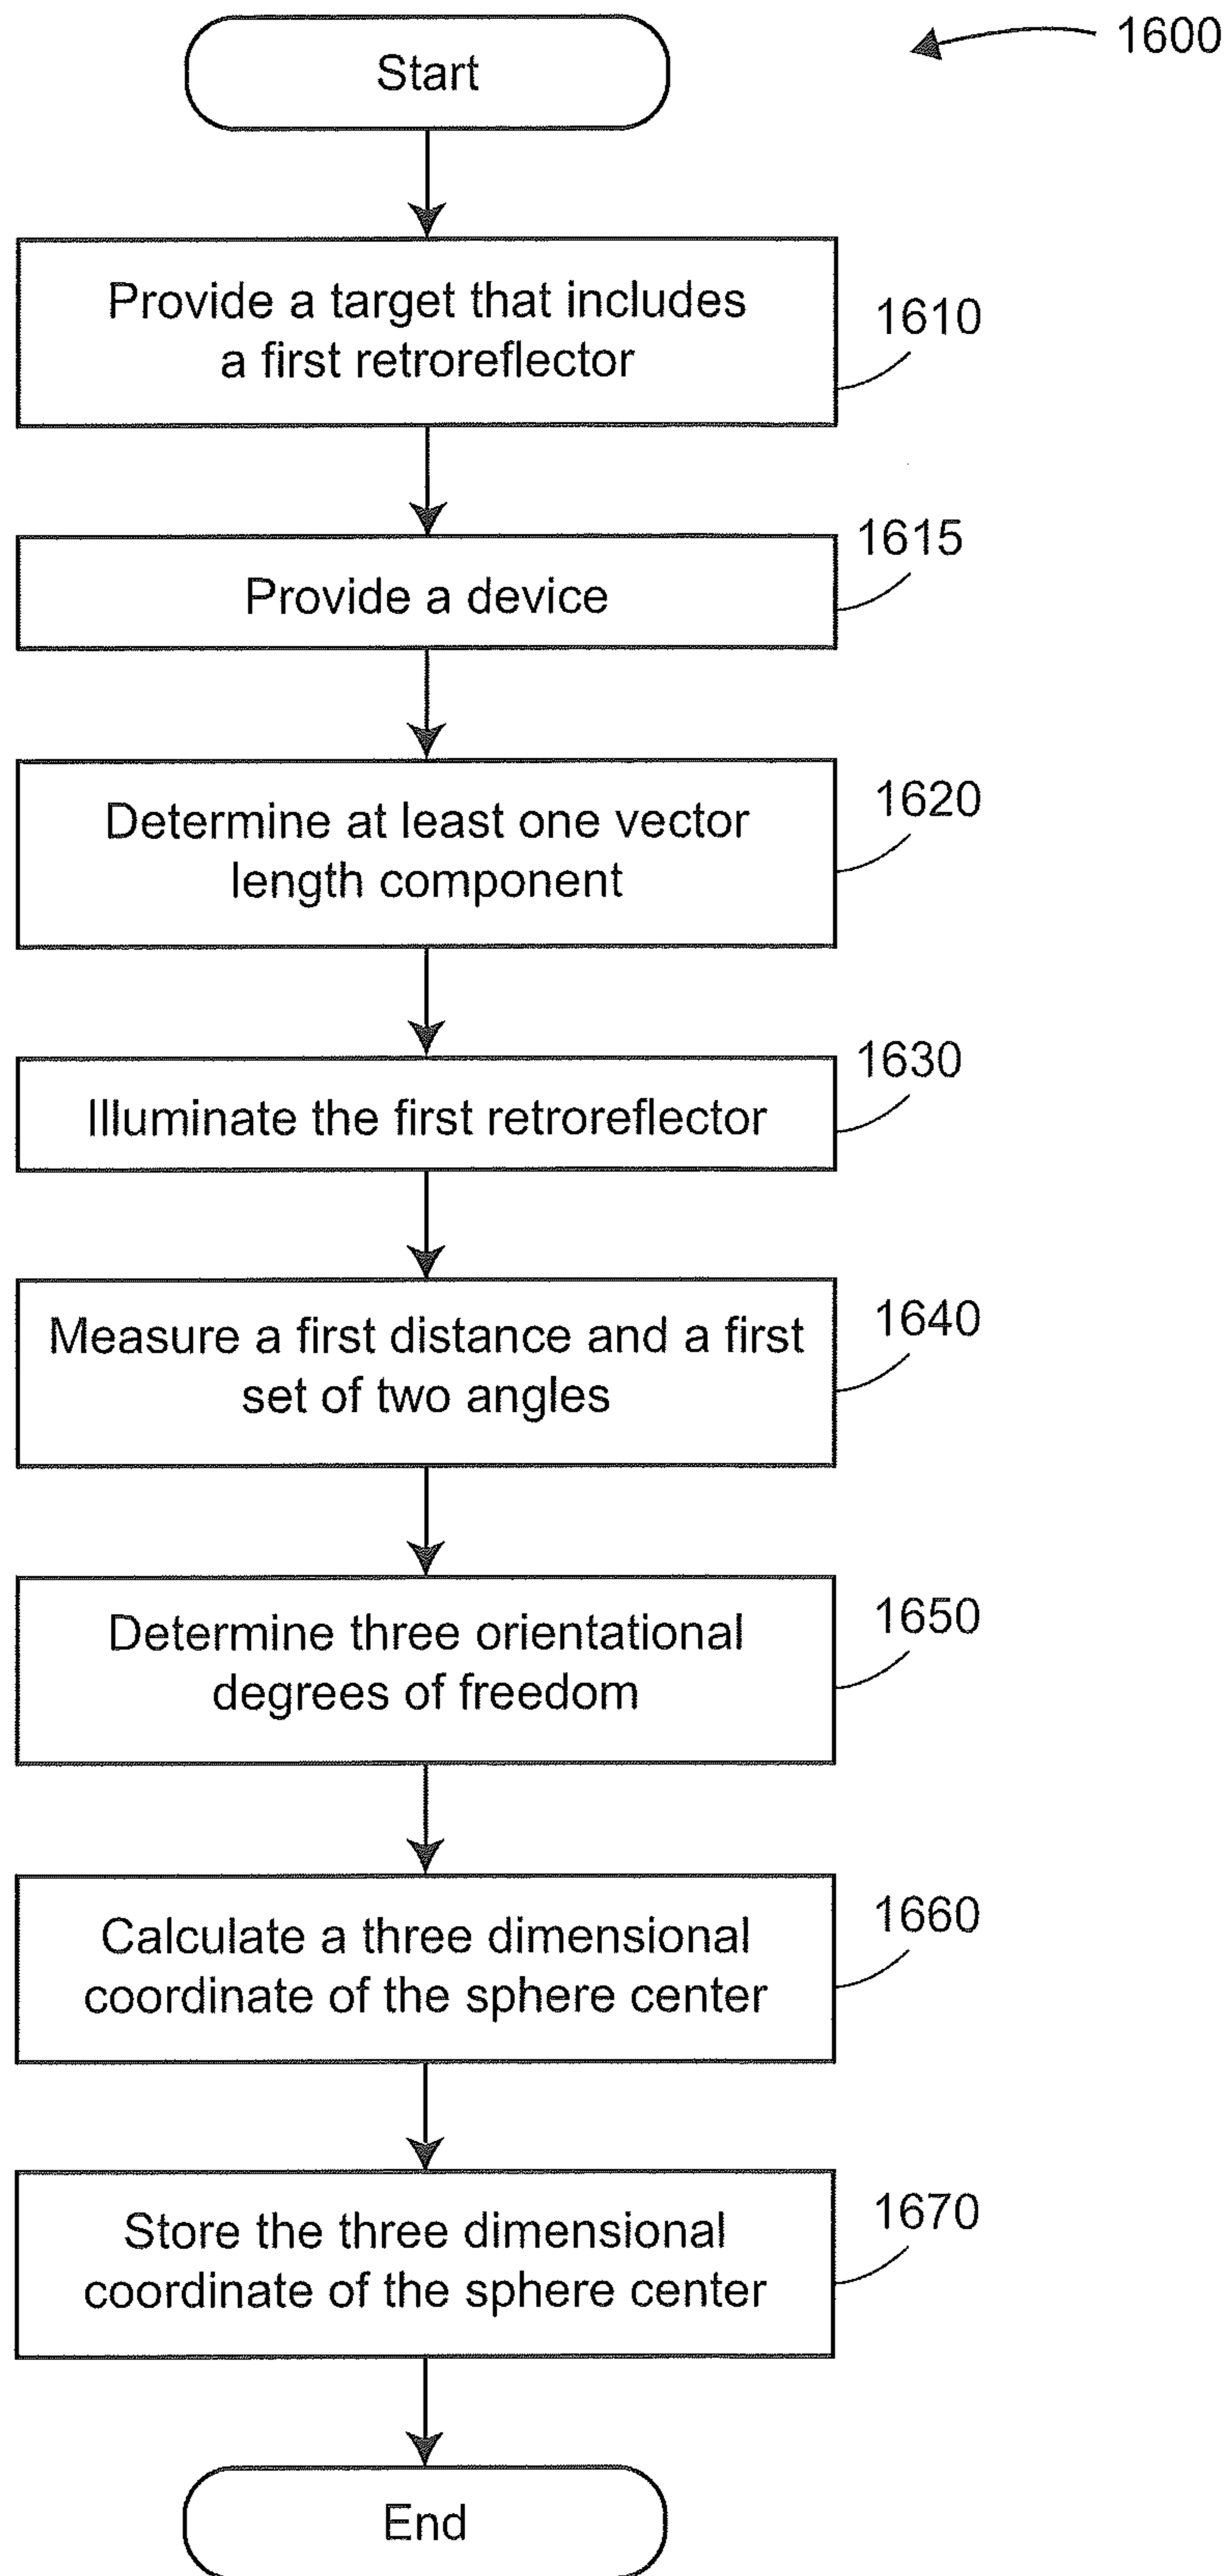 1600
Start
Provide a target that includes
a first retroreflector
1610
1615
Provide a device
Determine at least one vector
length component
1620
1630
Illuminate the first retroreflector
Measure a first distance and a first
set of two angles
1640
Determine three orientational
degrees of freedom
1650
Calculate a three dimensional
coordinate of the sphere center
1660
Store the three dimensional
coordinate of the sphere center
1670
End